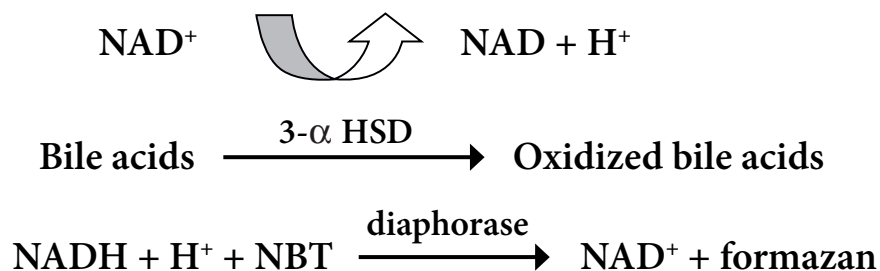 NAD⁺ NAD + H⁺
3-α HSD
Bile acids Oxidized bile acids
diaphorase
NADH + H⁺ + NBT NAD⁺ + formazan